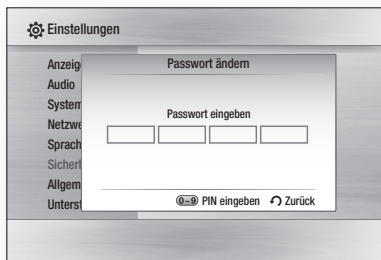 Einstellungen
Passwort ändern
Audio
Passwort eingeben
0~9 PIN eingeben Zurück